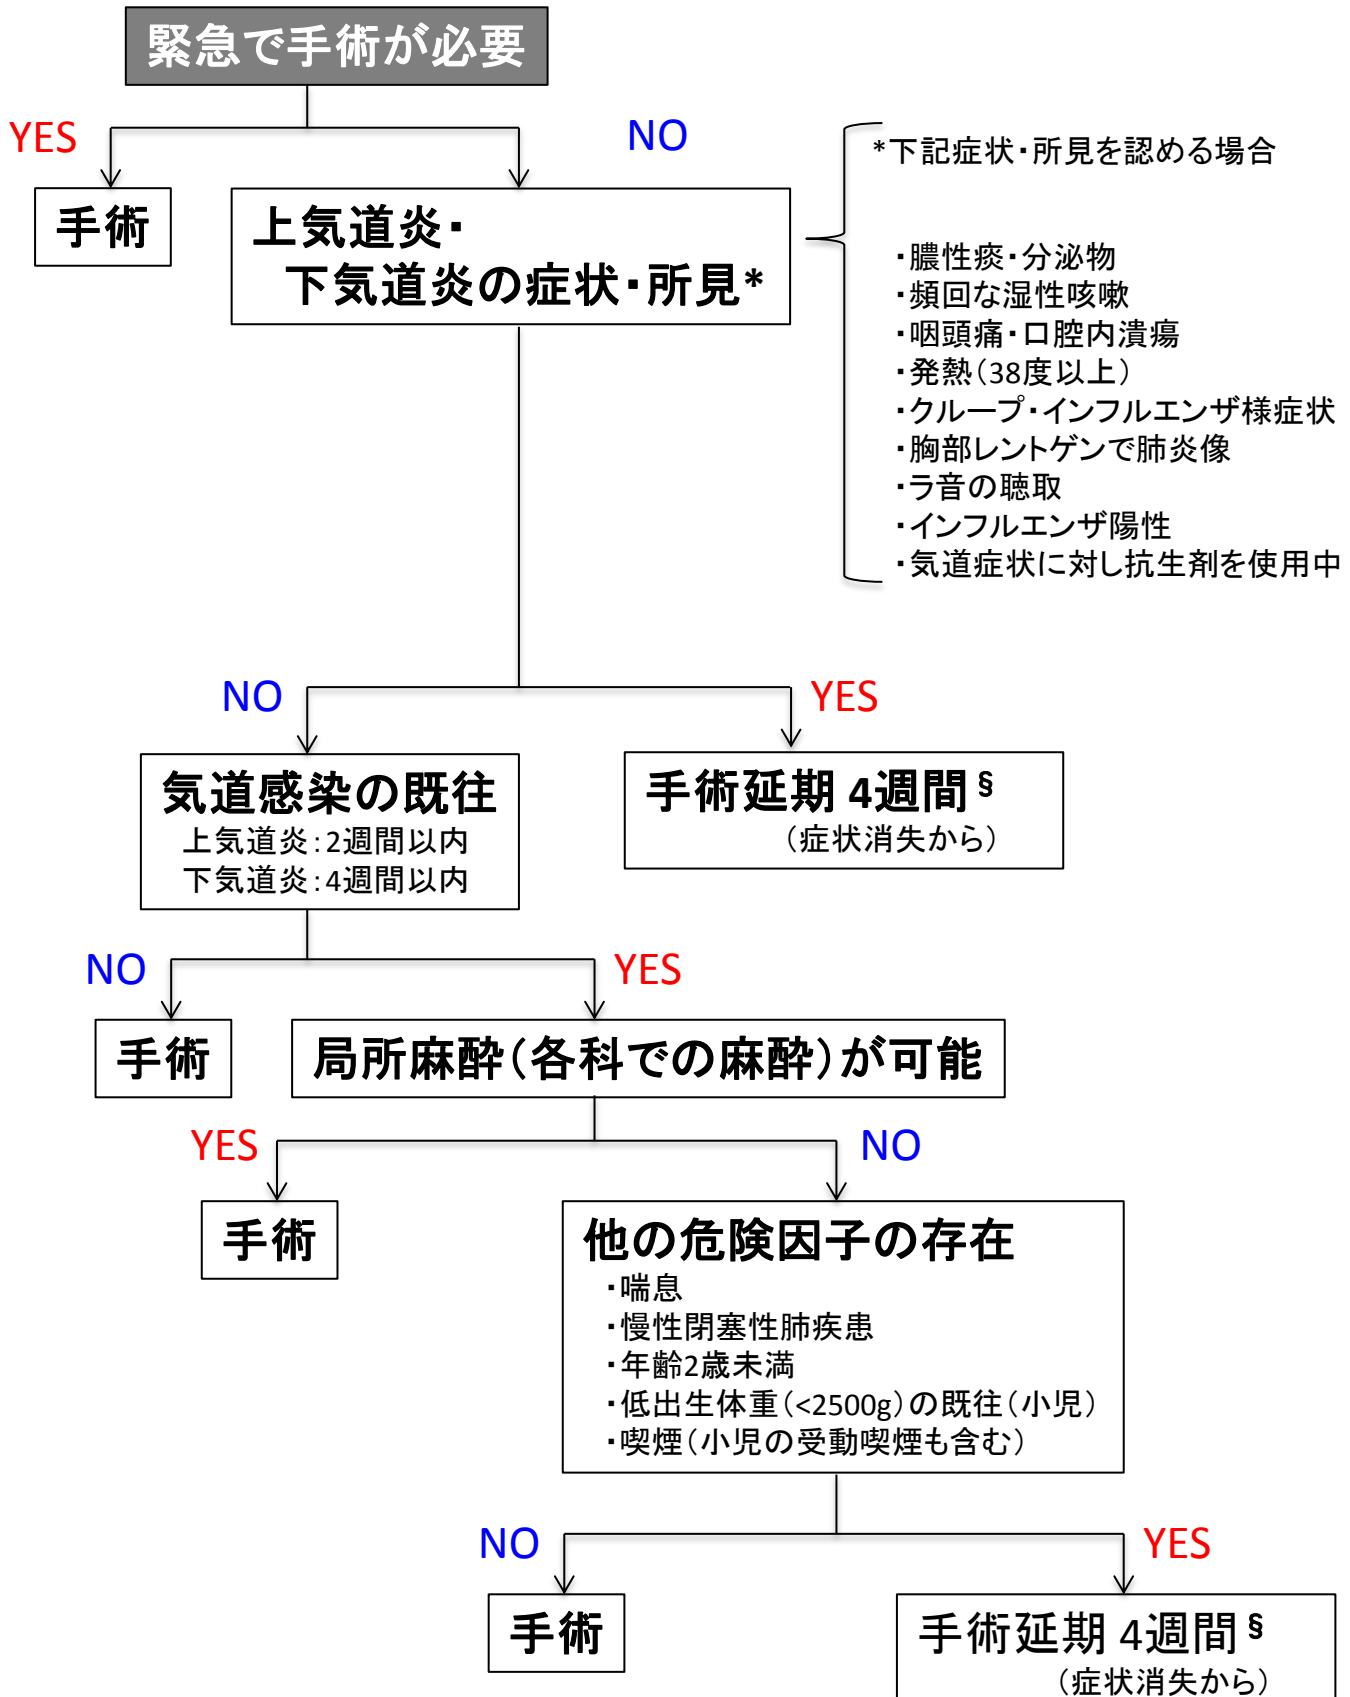 緊急で手術が必要
YES
NO
手術
上気道炎・
下気道炎の症状・所見*
*下記症状・所見を認める場合
・膿性痰・分泌物
・頻回な湿性咳嗽
・咽頭痛・口腔内潰瘍
・発熱（38度以上）
・クループ・インフルエンザ様症状
・胸部レントゲンで肺炎像
・ラ音の聴取
・インフルエンザ陽性
・気道症状に対し抗生剤を使用中
NO
YES
気道感染の既往
上気道炎：2週間以内
下気道炎：4週間以内
手術延期 4週間§
（症状消失から）
NO
YES
手術
局所麻酔（各科での麻酔）が可能
YES
NO
手術
他の危険因子の存在
・喘息
・慢性閉塞性肺疾患
・年齢2歳未満
・低出生体重（<2500g）の既往（小児）
・喫煙（小児の受動喫煙も含む）
NO
YES
手術
手術延期 4週間§
（症状消失から）